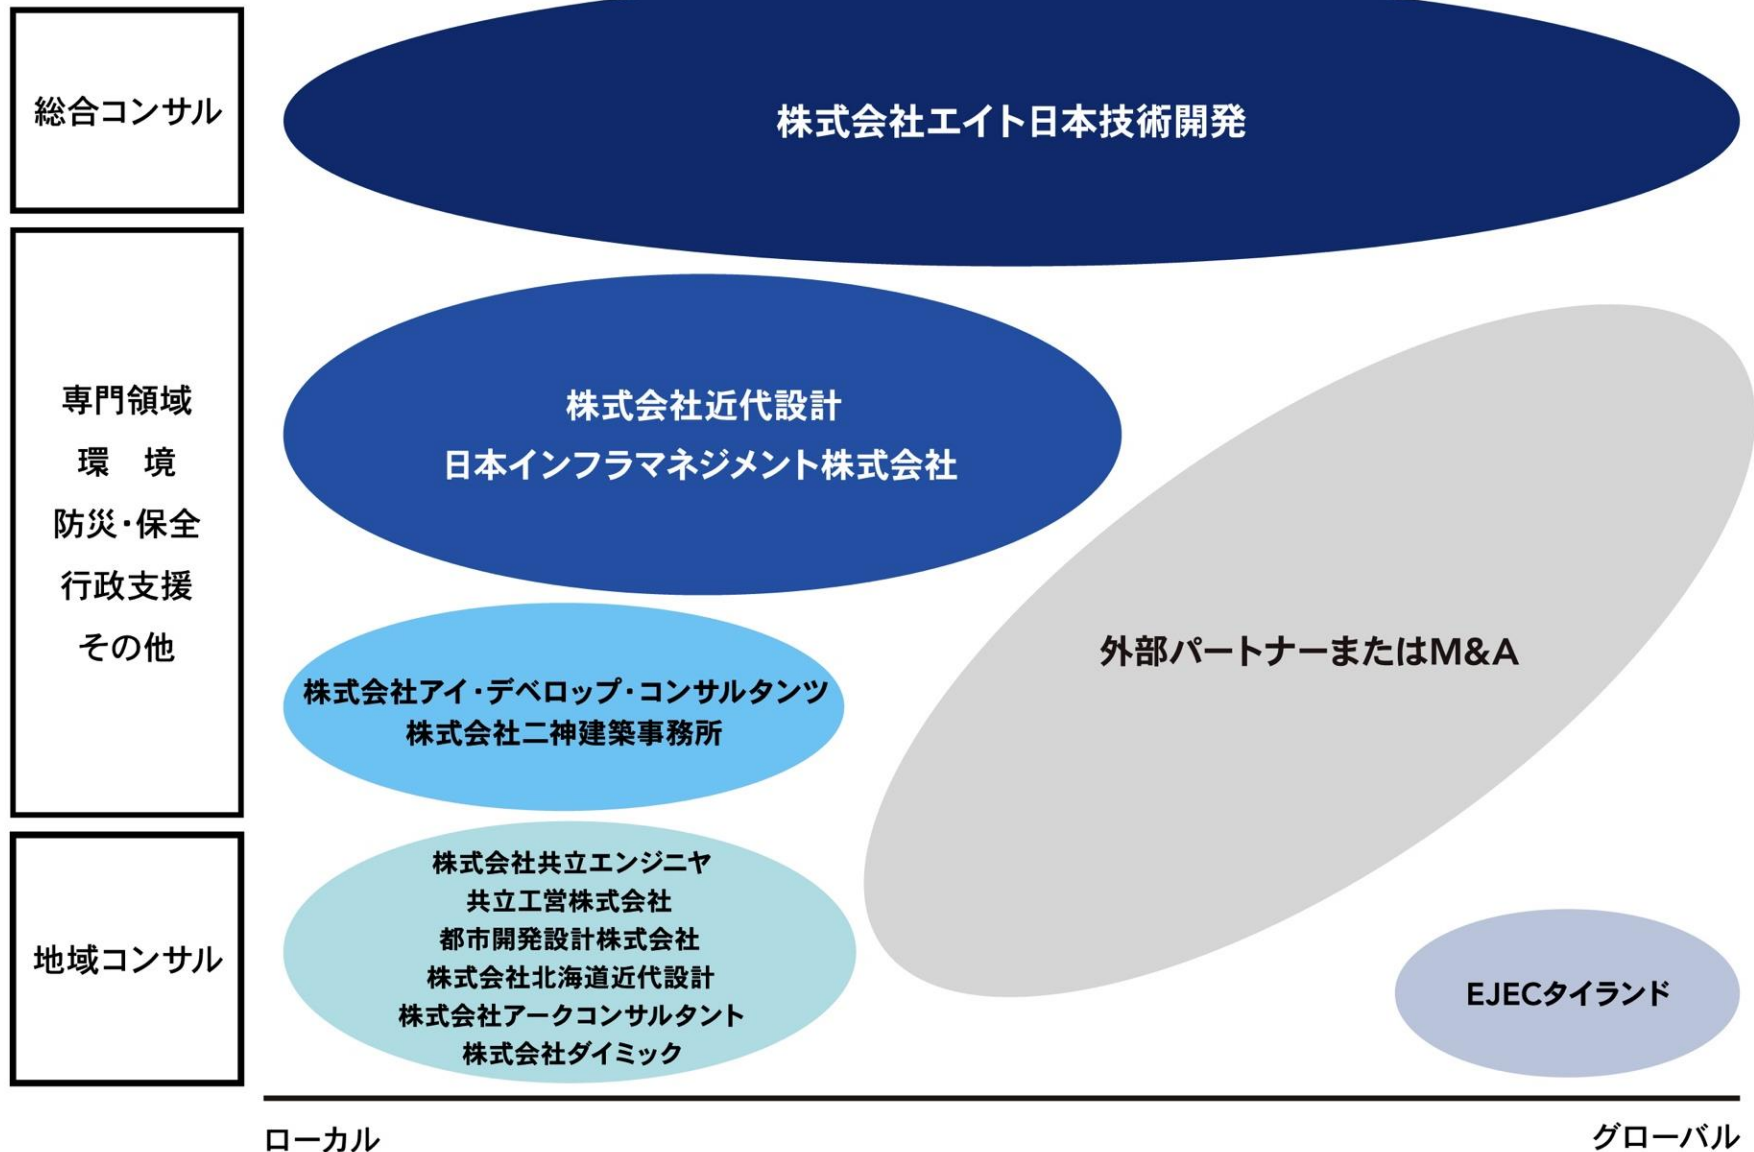 総合コンサル
株式会社エイト日本技術開発
専門領域
環　境
防災・保全
行政支援
その他
株式会社近代設計
日本インフラマネジメント株式会社
外部パートナーまたはM&A
株式会社アイ・デベロップ・コンサルタンツ
株式会社二神建築事務所
地域コンサル
株式会社共立エンジニヤ
共立工営株式会社
都市開発設計株式会社
株式会社北海道近代設計
株式会社アークコンサルタント
株式会社ダイミック
EJECタイランド
ローカル
グローバル